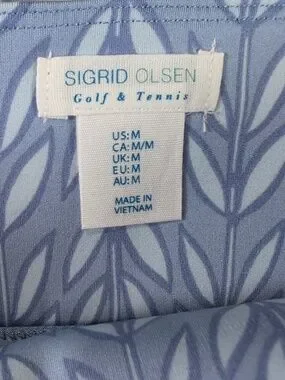 SIGRID OLSEN
Golf & Tennis
US: M
CA: M/M
UK: M
EU: M
AU: M
MADE IN
VIETNAM